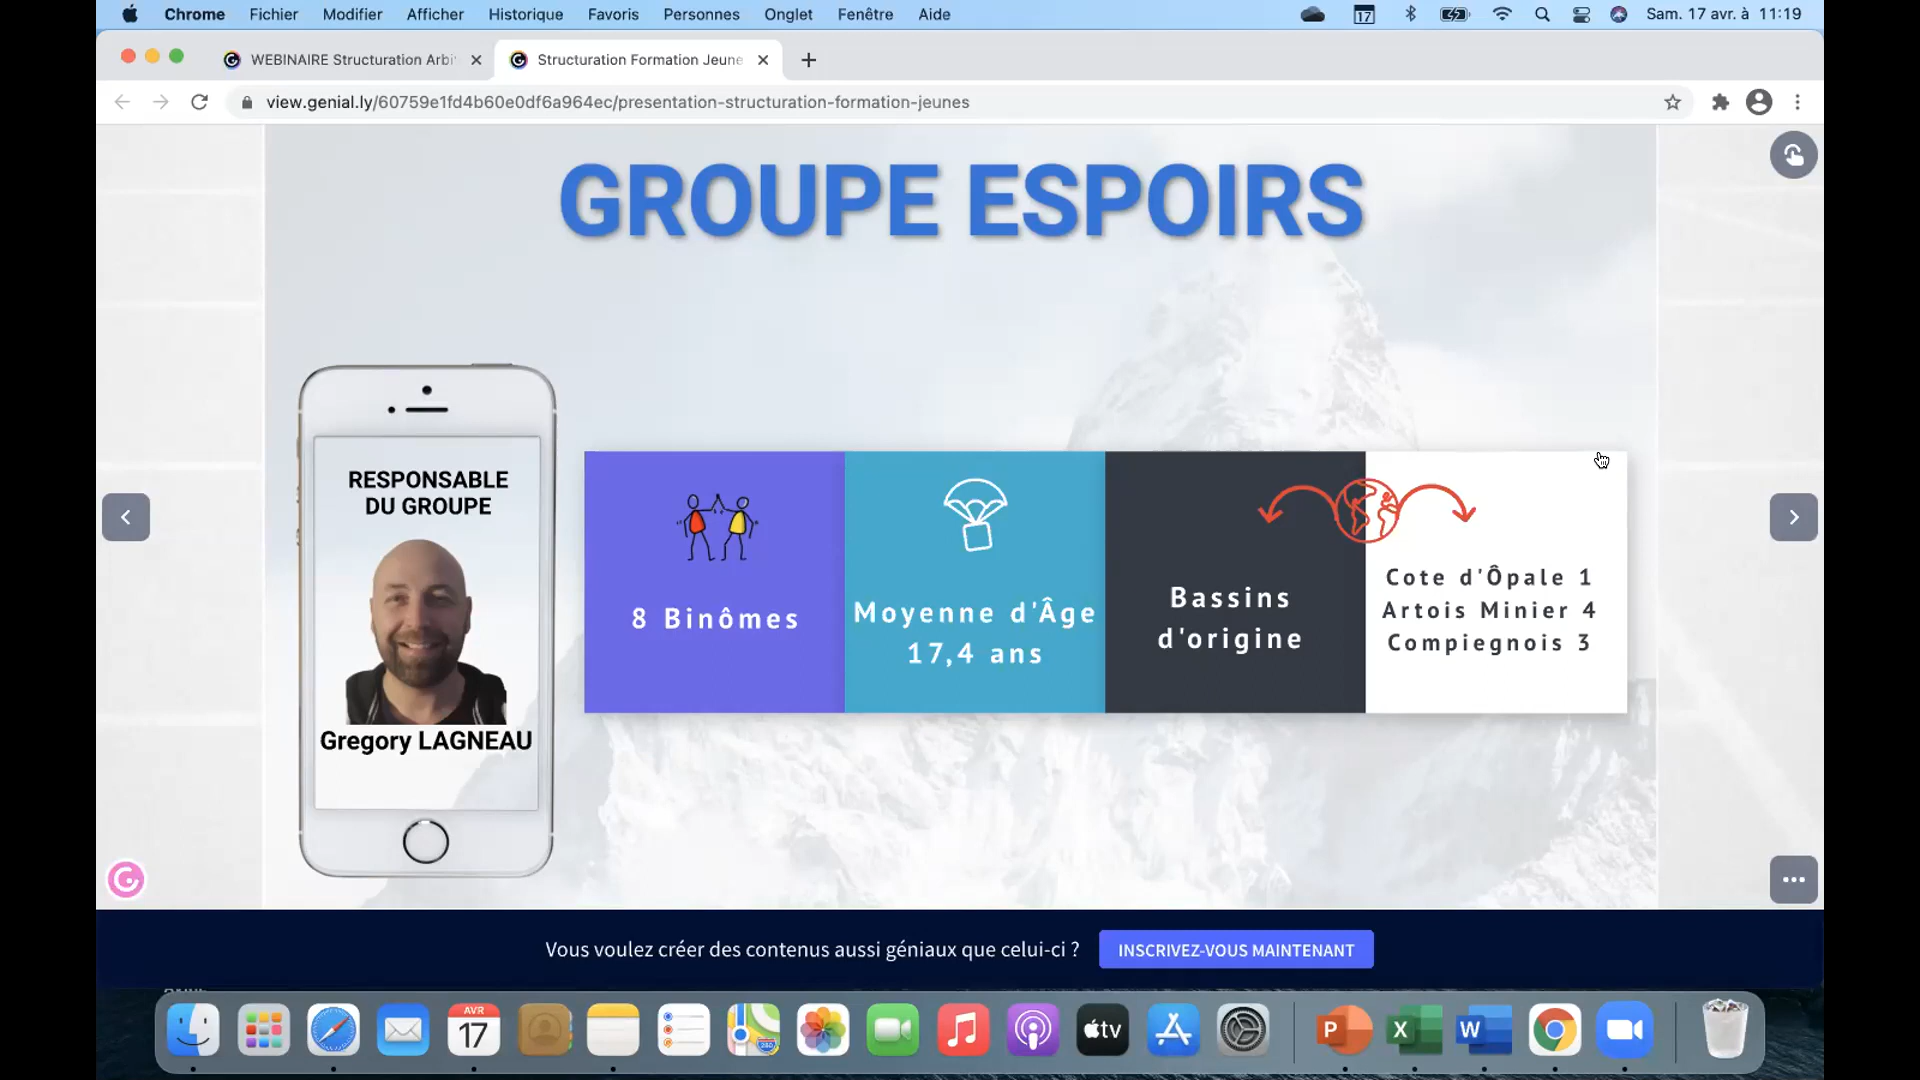 Chrome Fichier Modifier Afficher Historique Favoris Personnes Onglet Fenêtre Aide
17
Sam. 17 avr. à 11:19
WEBINAIRE Structuration Arbi
Structuration Formation Jeune
view.genial.ly/60759e1fd4b60e0df6a964ec/presentation-structuration-formation-jeunes
GROUPE ESPOIRS
RESPONSABLE
DU GROUPE
Gregory LAGNEAU
8 Binômes
Moyenne d'Âge
17,4 ans
Bassins
d'origine
Cote d'Ôpale 1
Artois Minier 4
Compiegnois 3
Vous voulez créer des contenus aussi géniaux que celui-ci ?
INSCRIVEZ-VOUS MAINTENANT
AVR
17
280
tv
P
X
W